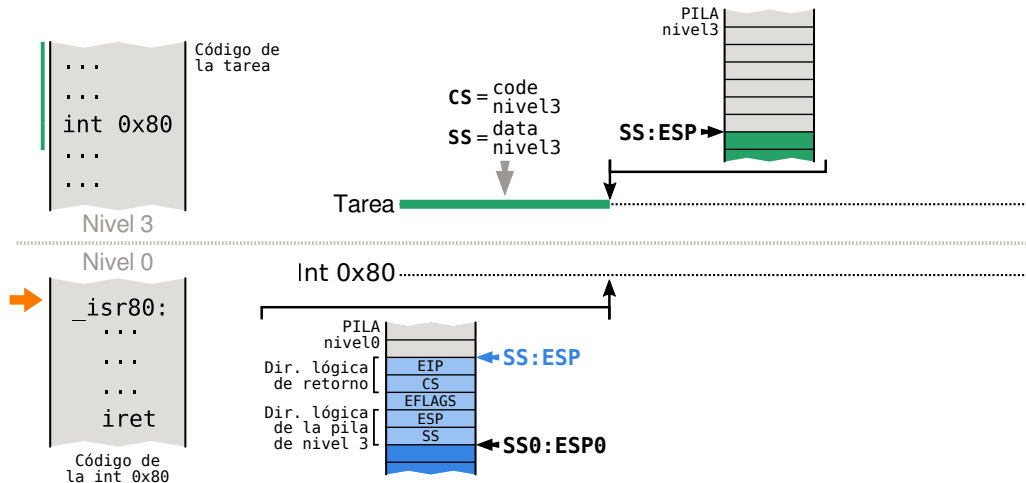 Código de
la tarea
...
...
int 0x80
...
...
Nivel 3
CS = code
nivel3
SS = data
nivel3
PILA
nivel3
SS:ESP
Tarea
Nivel 0
_isr80:
...
...
...
iret
Código de
la int 0x80
Int 0x80
PILA
nivel0
SS:ESP
Dir. lógica
de retorno
EIP
CS
EFLAGS
Dir. lógica
de la pila
de nivel 3
ESP
SS
SS0:ESP0